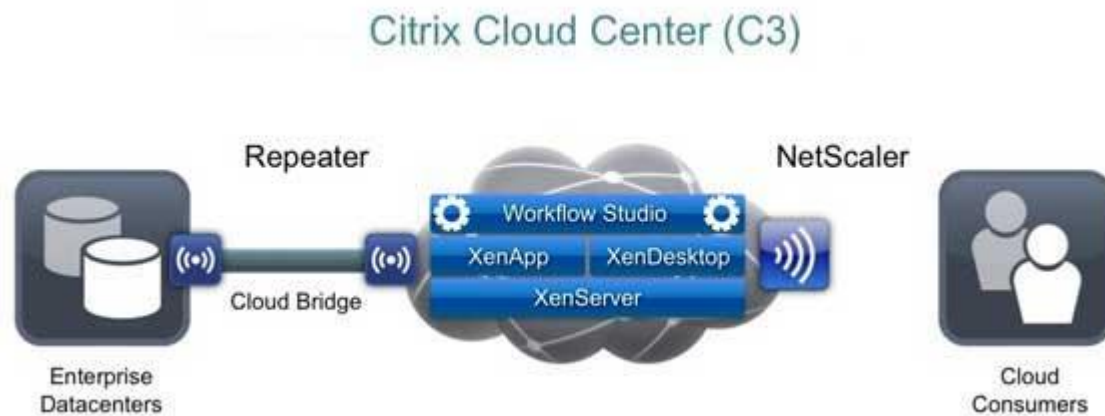 Citrix Cloud Center (C3)
Repeater
NetScaler
Workflow Studio
XenApp
XenDesktop
XenServer
Cloud Bridge
Enterprise
Datacenters
Cloud
Consumers